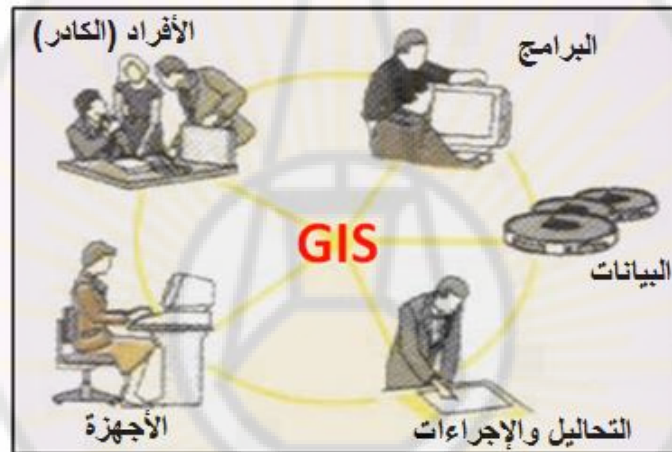 الأفراد (الكادر)
البرامج
GIS
البيانات
الأجهزة
التحاليل والإجراءات